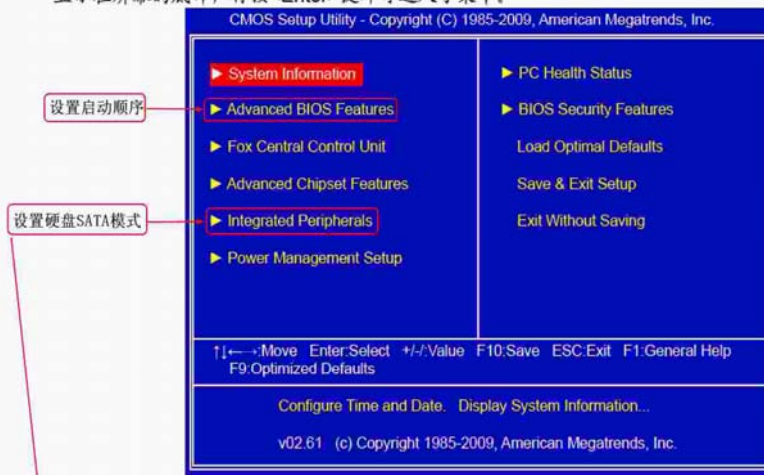 CMOS Setup Utility - Copyright (C) 1985-2009, American Megatrends, Inc.
► System Information
► Advanced BIOS Features
► Fox Central Control Unit
► Advanced Chipset Features
► Integrated Peripherals
► Power Management Setup
► PC Health Status
► BIOS Security Features
Load Optimal Defaults
Save & Exit Setup
Exit Without Saving
设置启动顺序
设置硬盘SATA模式
↑↓←→:Move Enter:Select +/-/:Value F10:Save ESC:Exit F1:General Help
F9:Optimized Defaults
Configure Time and Date. Display System Information...
v02.61 (c) Copyright 1985-2009, American Megatrends, Inc.